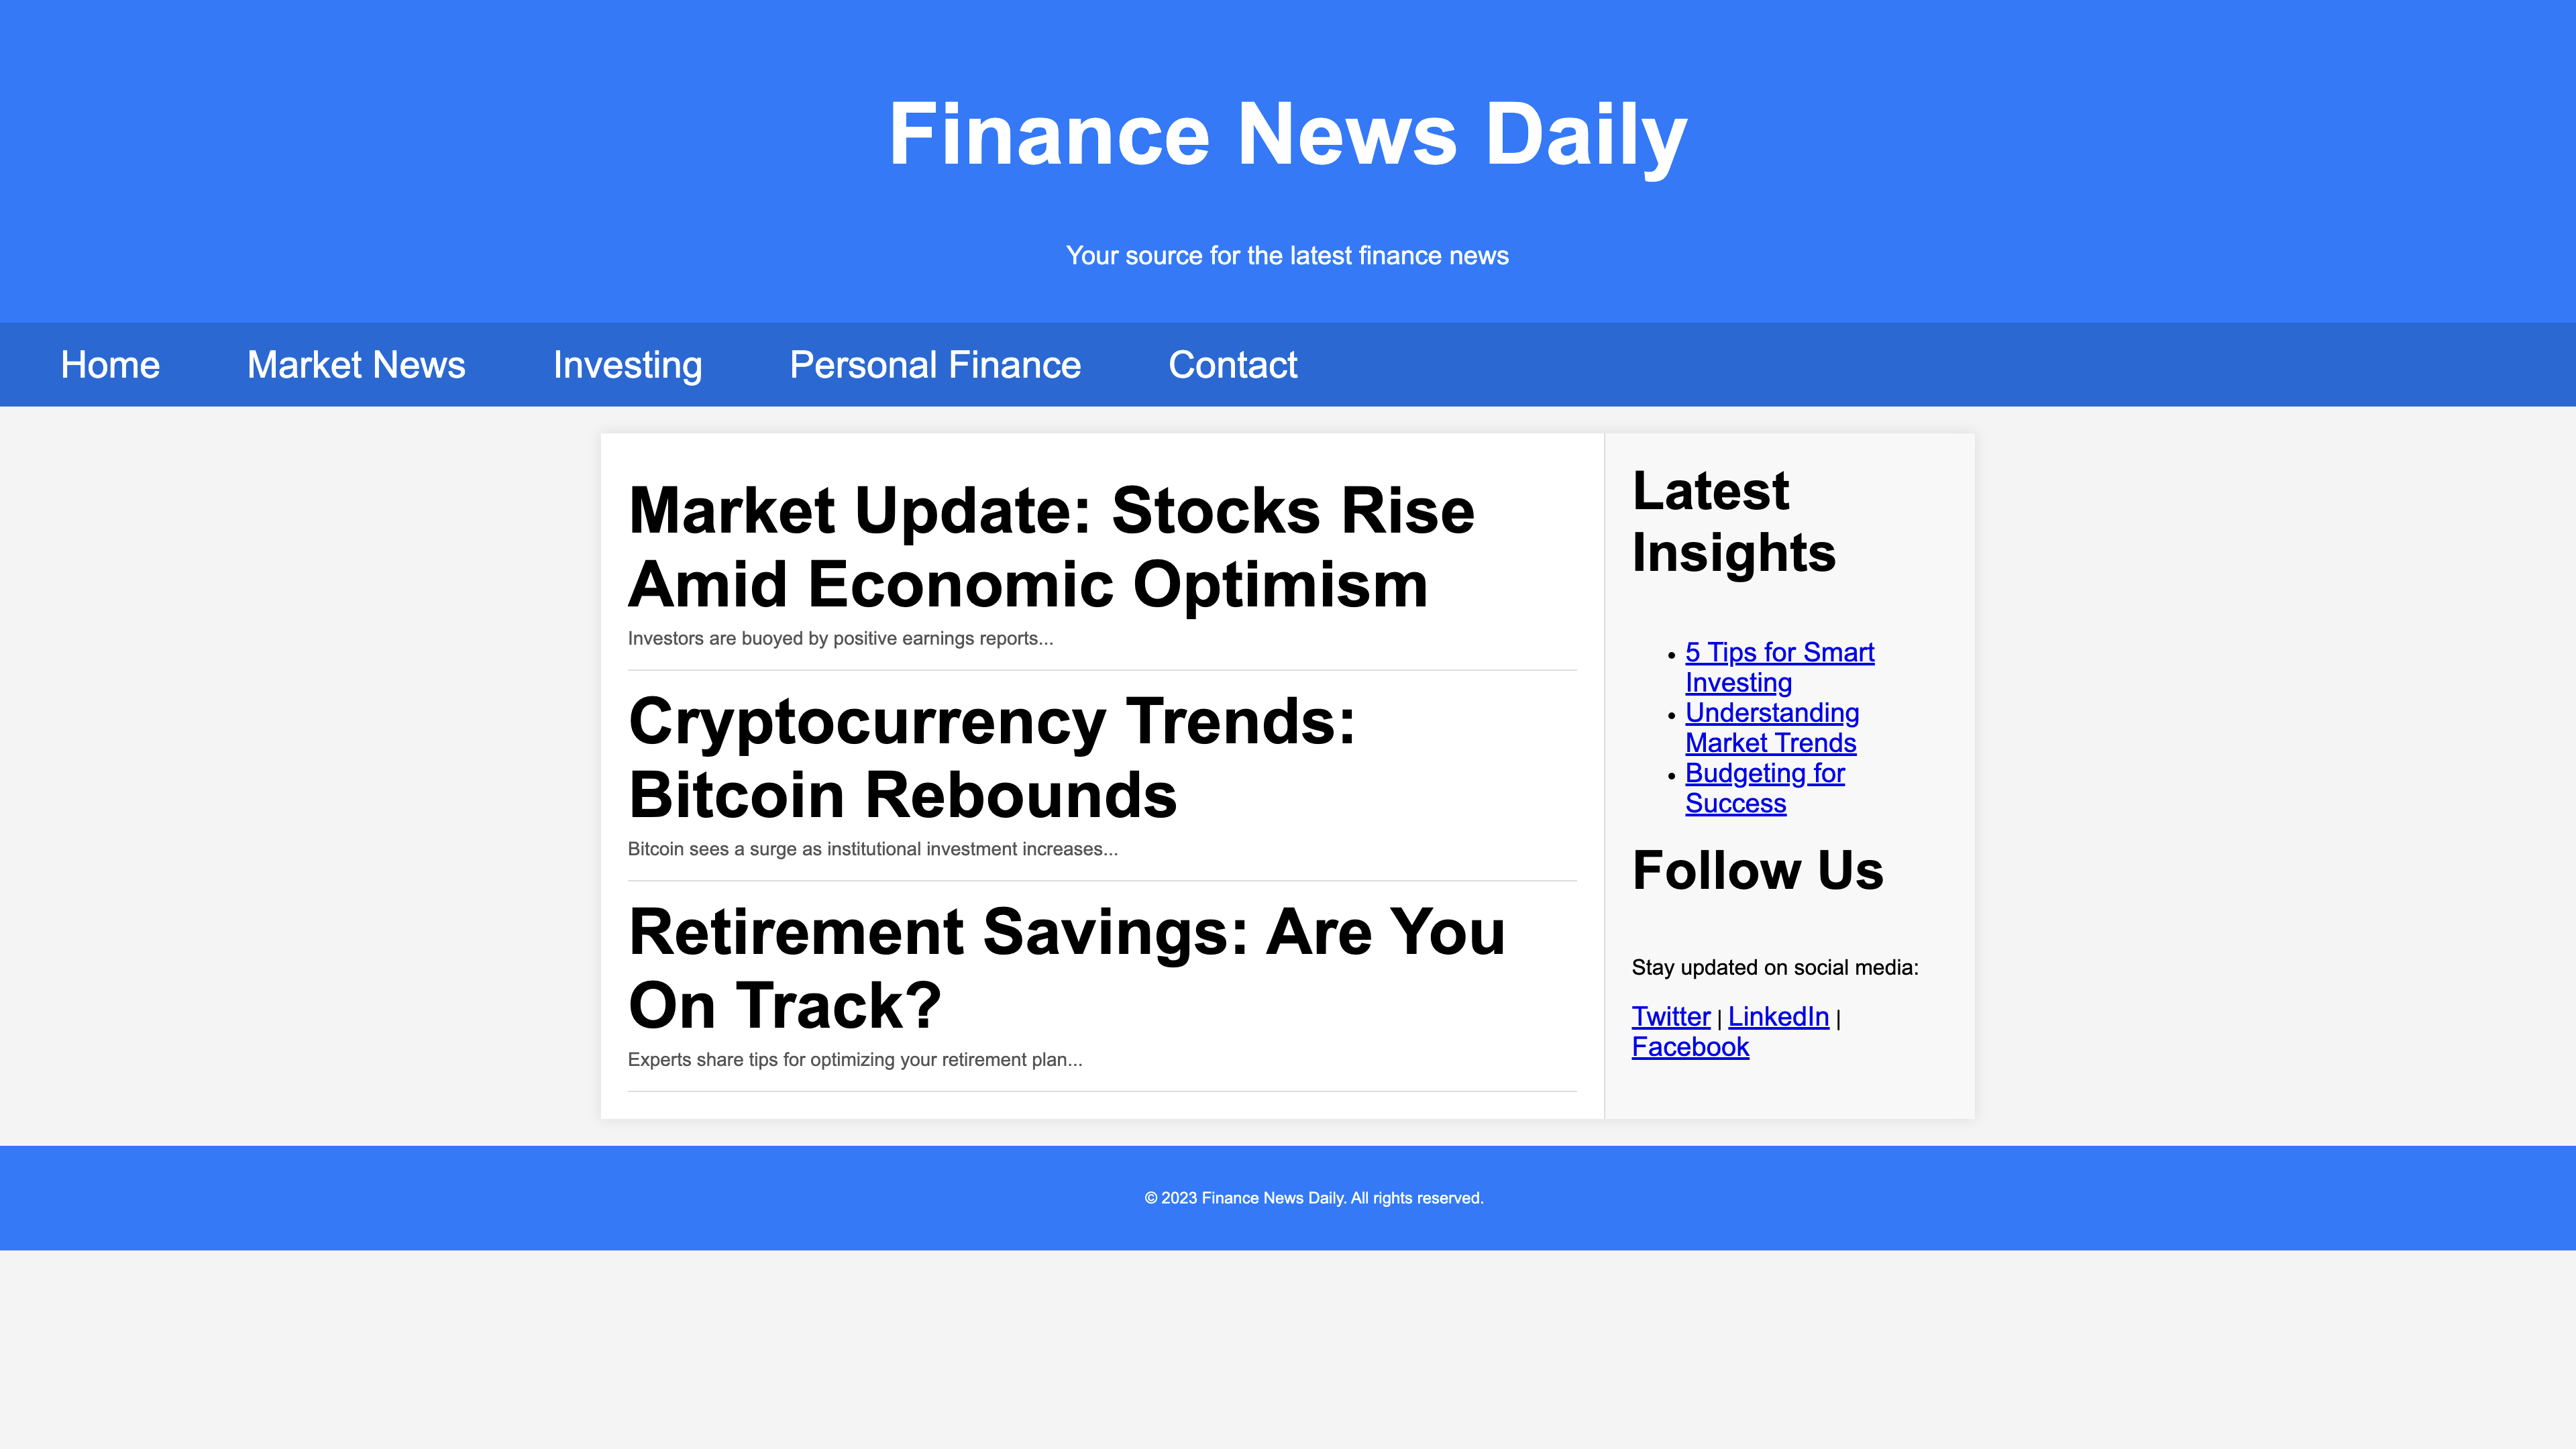 Finance News Daily
Your source for the latest finance news
Home Market News Investing Personal Finance Contact
Market Update: Stocks Rise
Amid Economic Optimism
Investors are buoyed by positive earnings reports...
Cryptocurrency Trends:
Bitcoin Rebounds
Bitcoin sees a surge as institutional investment increases...
Retirement Savings: Are You
On Track?
Experts share tips for optimizing your retirement plan...
Latest
Insights
• 5 Tips for Smart
Investing
• Understanding
Market Trends
• Budgeting for
Success
Follow Us
Stay updated on social media:
Twitter | LinkedIn |
Facebook
© 2023 Finance News Daily. All rights reserved.